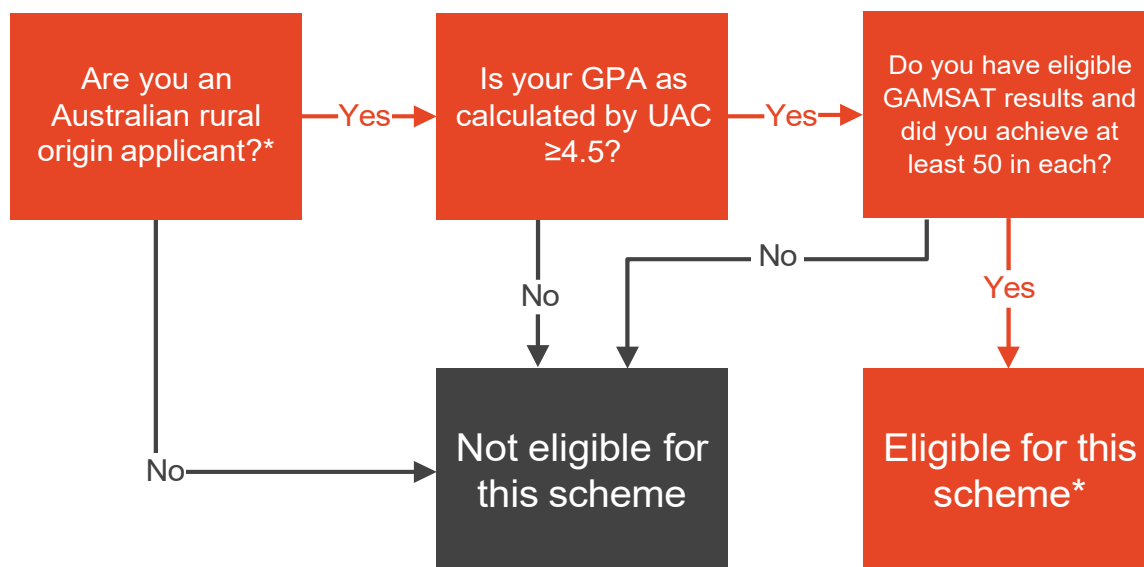 Are you an
Australian rural
origin applicant?*
Yes
Is your GPA as
calculated by UAC
≥4.5?
Yes
Do you have eligible
GAMSAT results and
did you achieve at
least 50 in each?
No
No
Yes
No
Not eligible for
this scheme
Eligible for this
scheme*